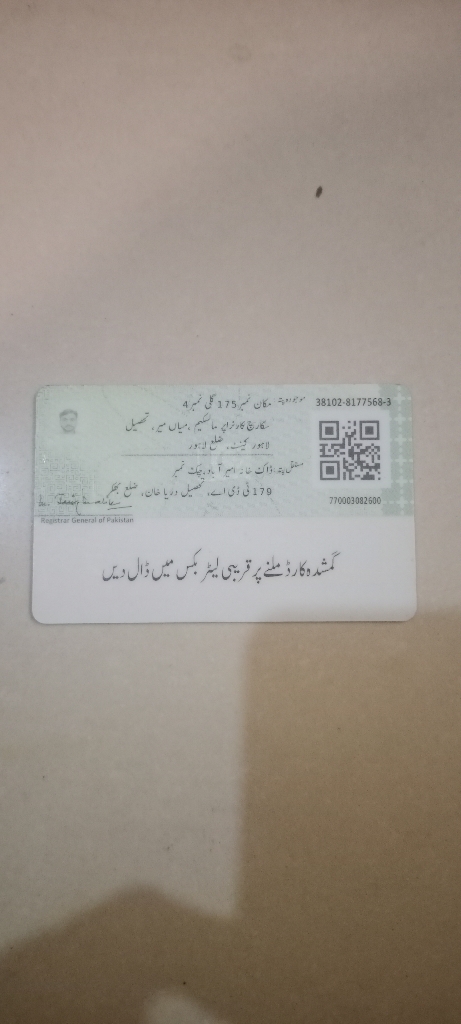 موجودہ پتہ مکان نمبر 175 گلی نمبر 4
38102-8177568-3
میاں میر، تحصیل
لاہور کینٹ، ضلع لاہور
مستقل پتہ ڈاک خانہ نصیر آباد، چک نمبر
179 ٹی ڈی اے، تحصیل دریا خان، ضلع بھکر
770003082600
Registrar General of Pakistan
گمشدہ کارڈ ملنے پر قریبی لیٹر بکس میں ڈال دیں